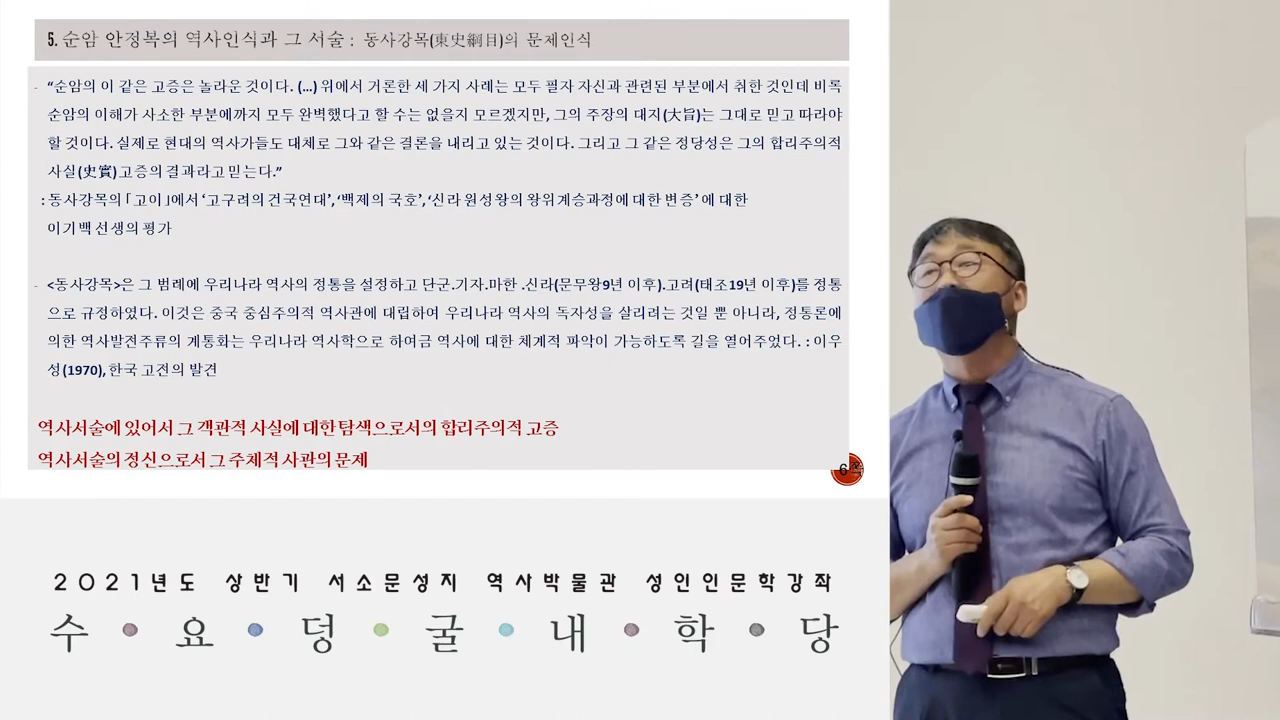 5. 순암 안정복의 역사인식과 그 서술 : 동사강목(東史綱目)의 문제인식
- “순암의 이 같은 고증은 놀라운 것이다. (...) 위에서 거론한 세 가지 사례는 모두 필자 자신과 관련된 부분에서 취한 것인데 비록
순암의 이해가 사소한 부분에까지 모두 완벽했다고 할 수는 없을지 모르겠지만, 그의 주장의 대지(大旨)는 그대로 믿고 따라야
할 것이다. 실제로 현대의 역사가들도 대체로 그와 같은 결론을 내리고 있는 것이다. 그리고 그 같은 정당성은 그의 합리주의적
사실(史實)고증의 결과라고 믿는다.”
: 동사강목의 「고이」에서 ‘고구려의 건국연대’, ‘백제의 국호’, ‘신라 원성왕의 왕위계승과정에 대한 변증’ 에 대한
이기백 선생의 평가
- <동사강목>은 그 범례에 우리나라 역사의 정통을 설정하고 단군.기자.마한 .신라(문무왕9년 이후).고려(태조19년 이후)를 정통
으로 규정하였다. 이것은 중국 중심주의적 역사관에 대립하여 우리나라 역사의 독자성을 살리려는 것일 뿐 아니라, 정통론에
의한 역사발전주류의 계통화는 우리나라 역사학으로 하여금 역사에 대한 체계적 파악이 가능하도록 길을 열어주었다. : 이우
성(1970), 한국 고전의 발견
역사서술에 있어서 그 객관적 사실에 대한 탐색으로서의 합리주의적 고증
역사서술의 정신으로서 그 주체적 사관의 문제
6쪽
2021년도 상반기 서소문성지 역사박물관 성인인문학강좌
수·요·덩·굴·내·학·당